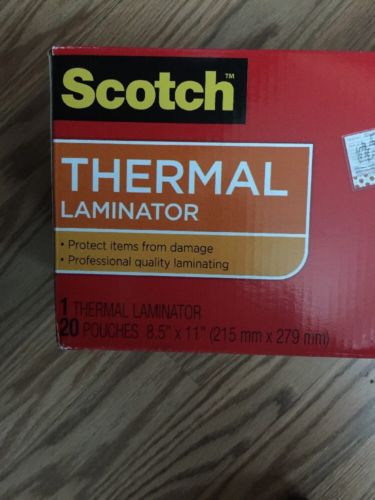 Scotch™
THERMAL
LAMINATOR
• Protect items from damage
• Professional quality laminating
1 THERMAL LAMINATOR
20 POUCHES 8.5" x 11" (215 mm x 279 mm)